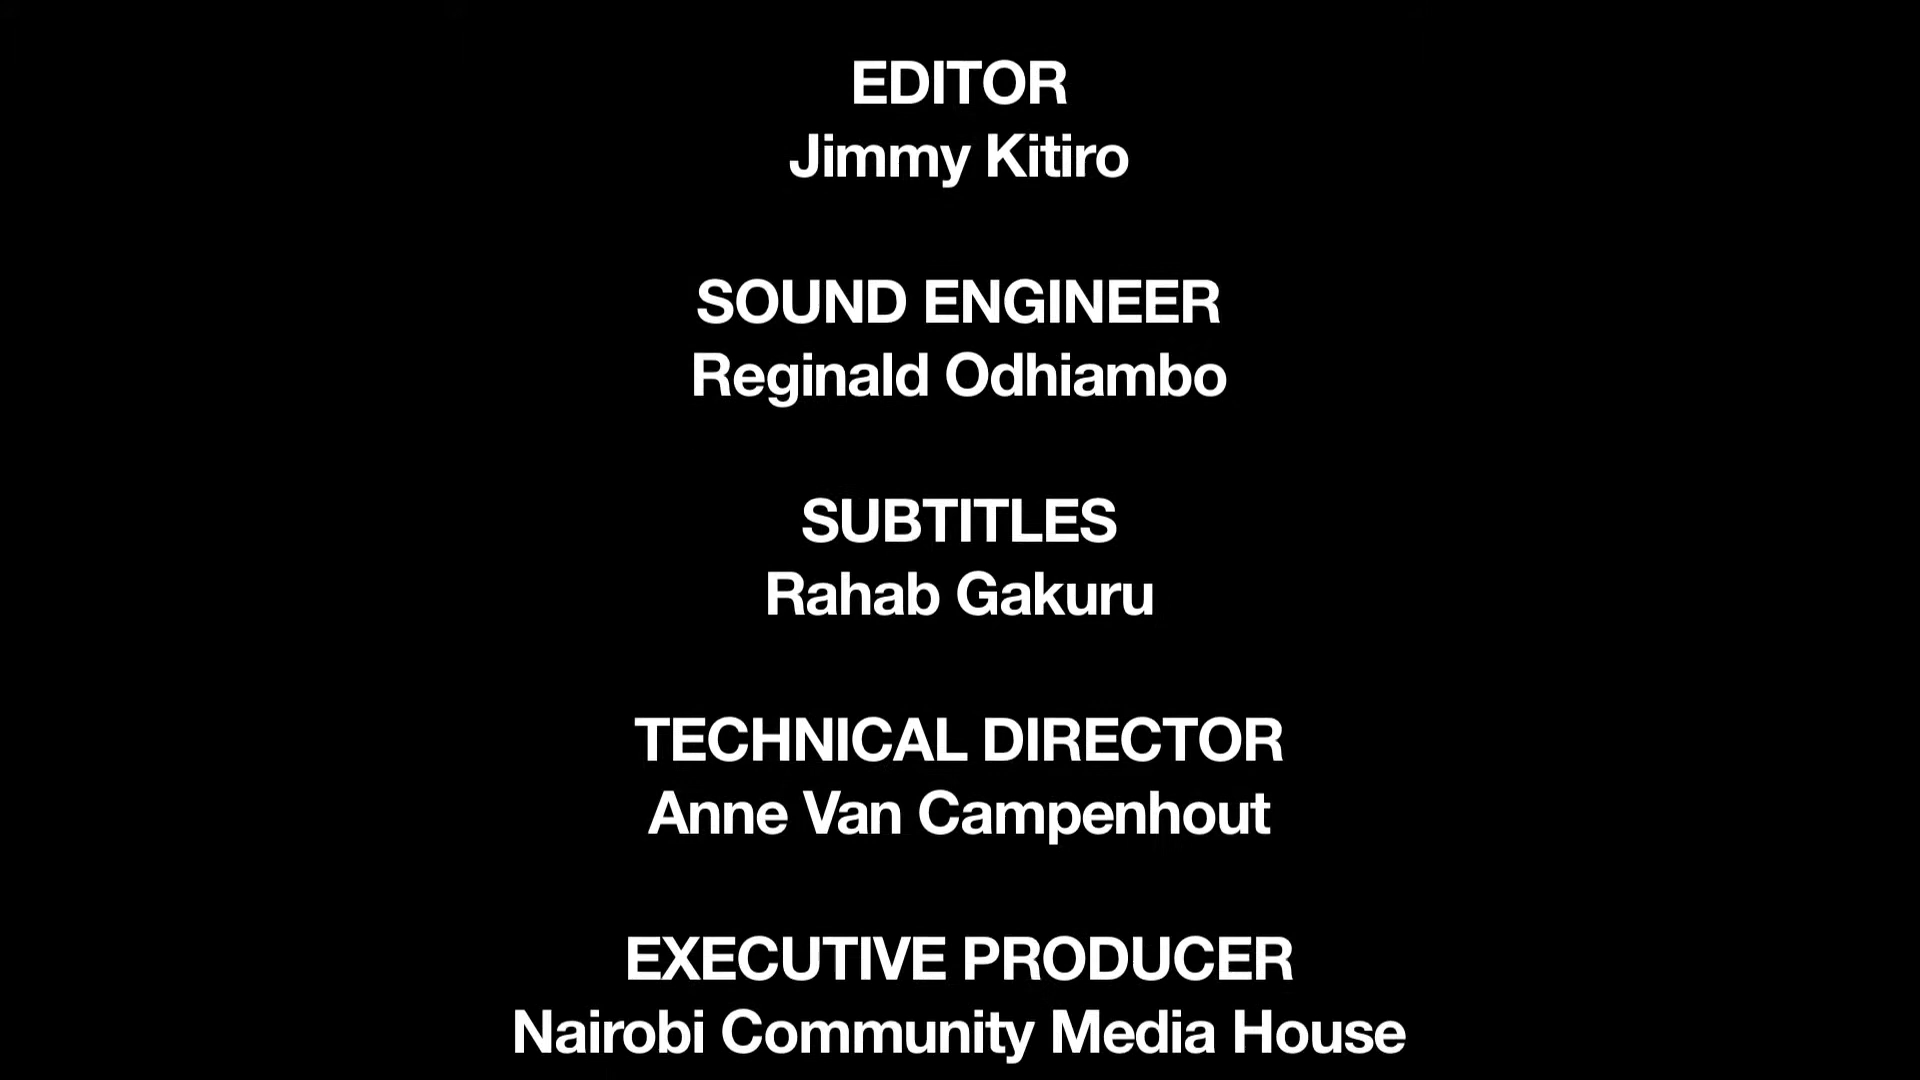 EDITOR
Jimmy Kitiro
SOUND ENGINEER
Reginald Odhiambo
SUBTITLES
Rahab Gakuru
TECHNICAL DIRECTOR
Anne Van Campenhout
EXECUTIVE PRODUCER
Nairobi Community Media House